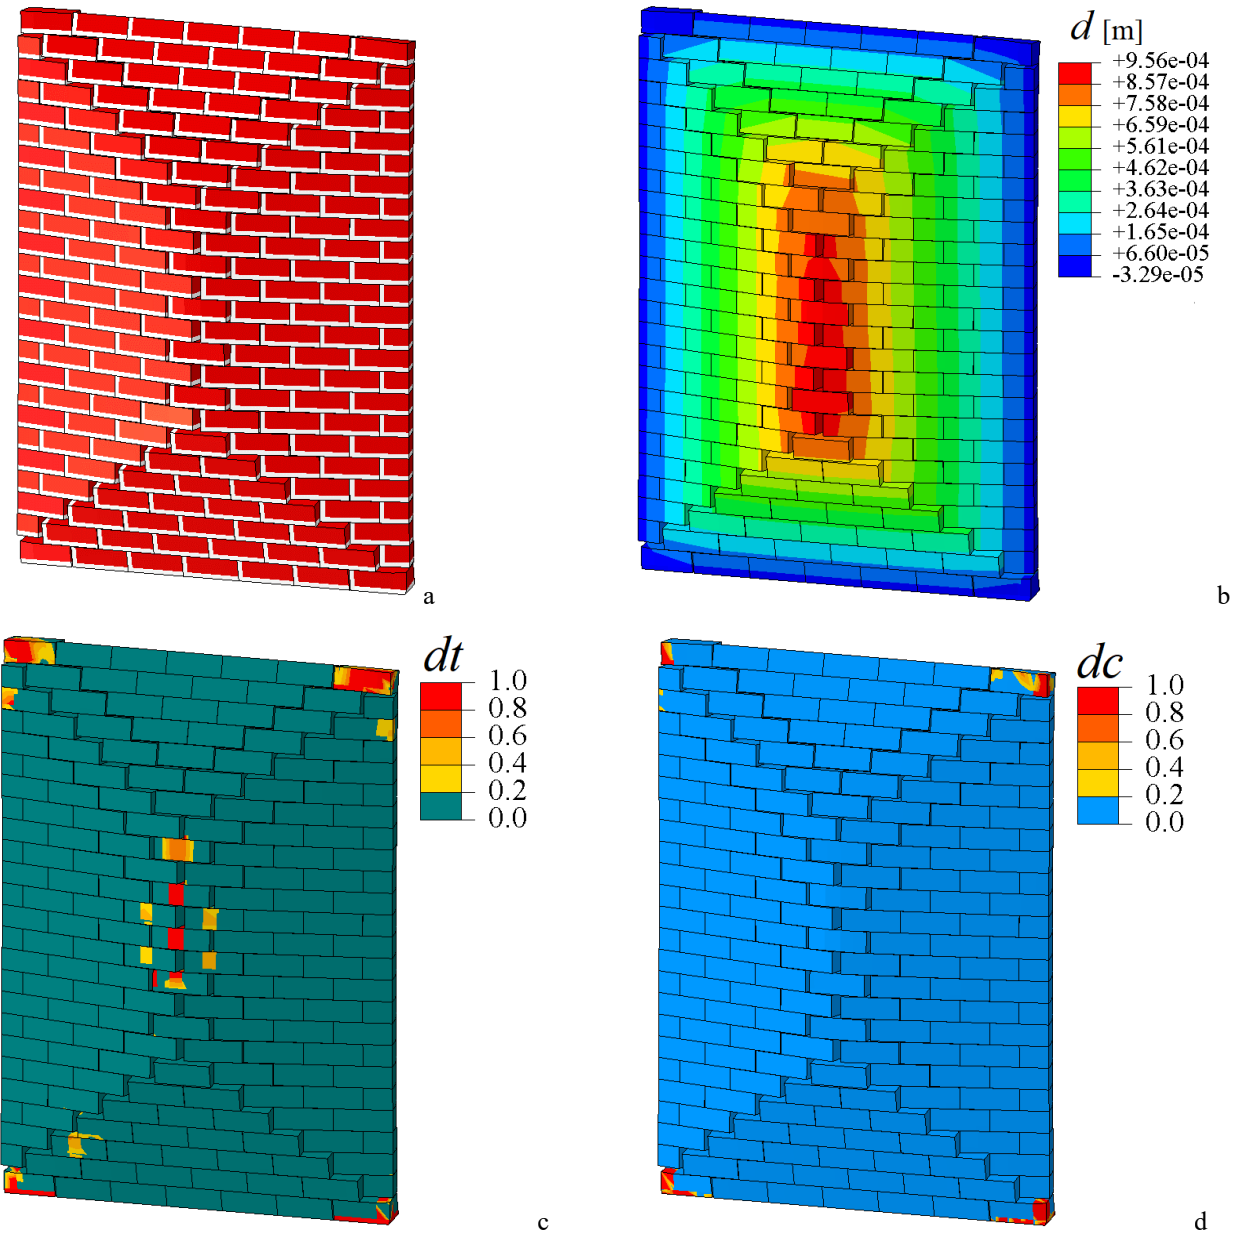 a
d [m]
+9.56e-04
+8.57e-04
+7.58e-04
+6.59e-04
+5.61e-04
+4.62e-04
+3.63e-04
+2.64e-04
+1.65e-04
+6.60e-05
-3.29e-05
b
dt
1.0
0.8
0.6
0.4
0.2
0.0
c
dc
1.0
0.8
0.6
0.4
0.2
0.0
d